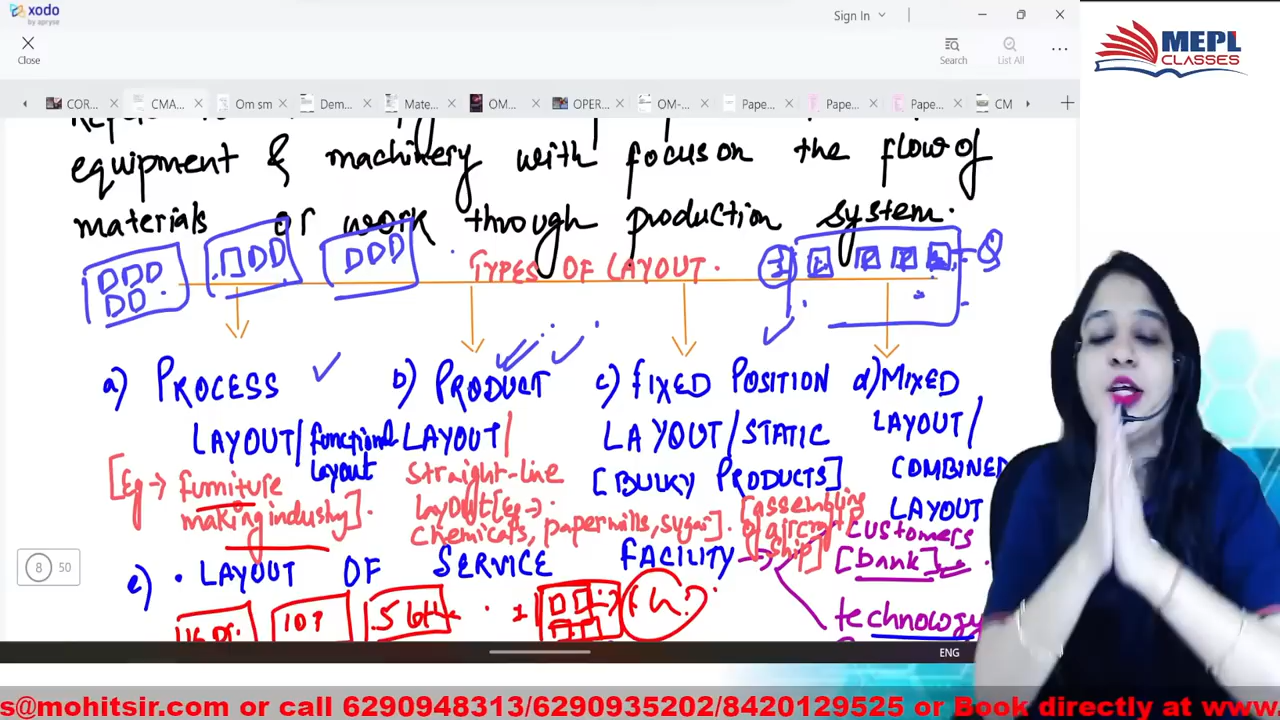 xodo
by apryse
Sign In
Close
Search
List All
COR...
CMA...
Om sm
Dem...
Mate...
OM...
OPER...
OM-...
Pape...
Pape...
Pape...
CM
MEPL
CLASSES
equipment & machinery with focus on the flow of
materials or work through production system.
TYPES OF LAYOUT.
a) PROCESS
LAYOUT/functional
layout
[Eg → furniture
making industry].
b) PRODUCT
LAYOUT/
Straight-line
layout [Eg →
chemicals, papermills, sugar].
c) FIXED POSITION
LAYOUT/STATIC
[BULKY PRODUCTS]
[assembling
of aircraft
ship]
d) MIXED
LAYOUT/
COMBINED
LAYOUT
e) • LAYOUT OF SERVICE FACILITY →
customers
[bank]
technology
8 50
ENG
s@mohitsir.com or call 6290948313/6290935202/8420129525 or Book directly at www.